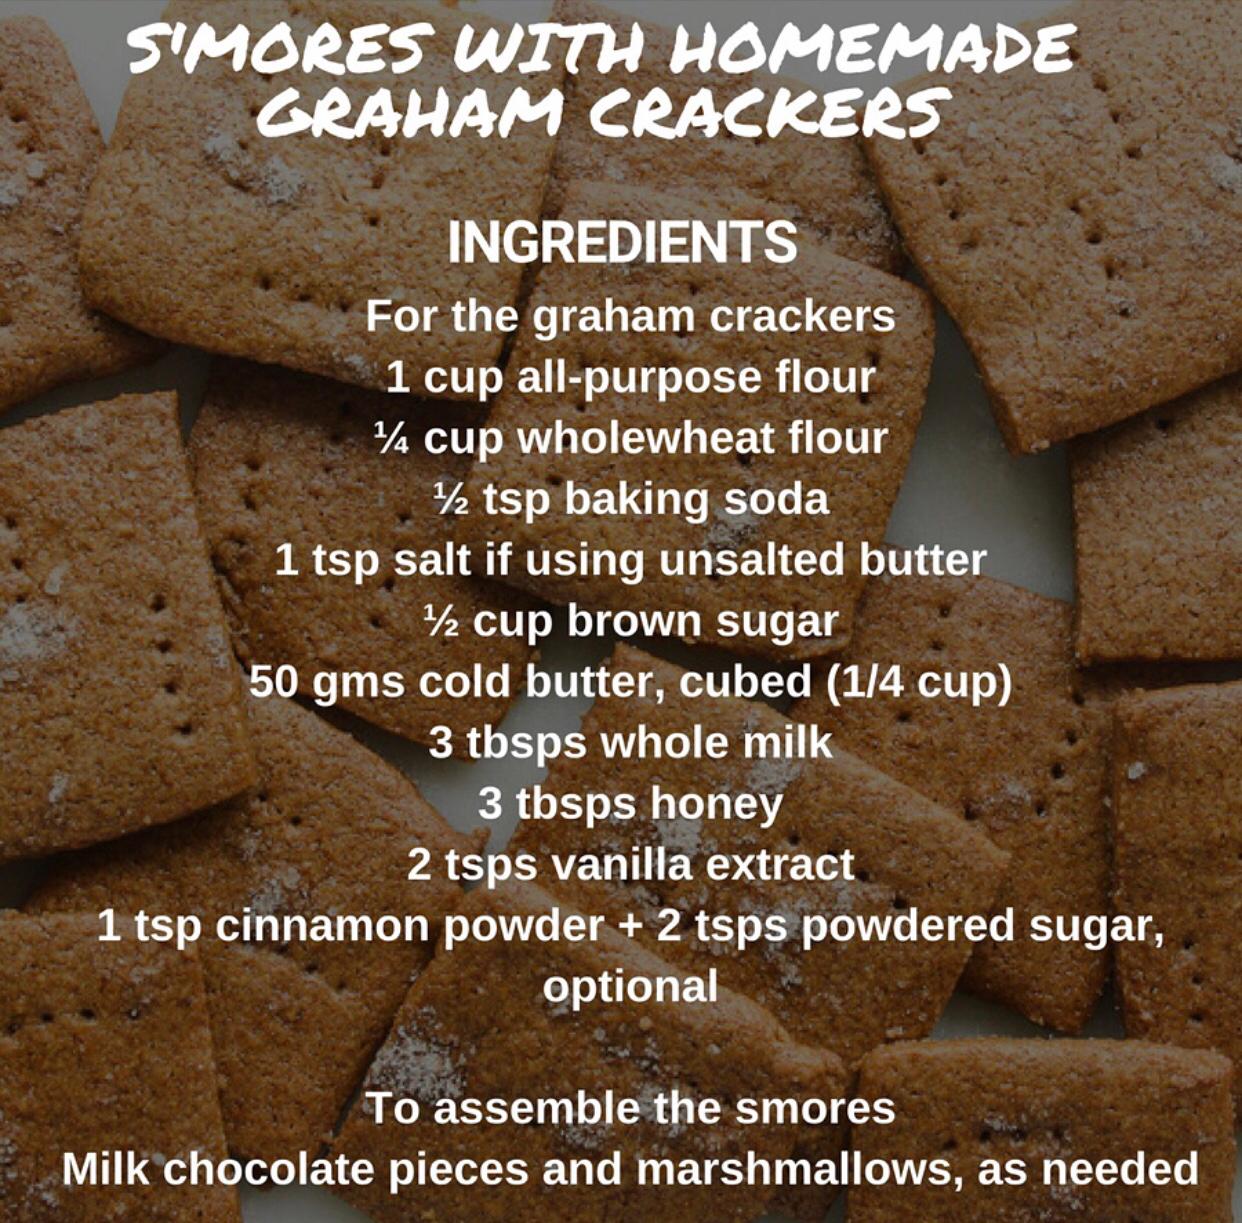 S'MORES WITH HOMEMADE
GRAHAM CRACKERS
INGREDIENTS
For the graham crackers
1 cup all-purpose flour
¼ cup wholewheat flour
½ tsp baking soda
1 tsp salt if using unsalted butter
½ cup brown sugar
50 gms cold butter, cubed (1/4 cup)
3 tbsps whole milk
3 tbsps honey
2 tsps vanilla extract
1 tsp cinnamon powder + 2 tsps powdered sugar,
optional
To assemble the smores
Milk chocolate pieces and marshmallows, as needed